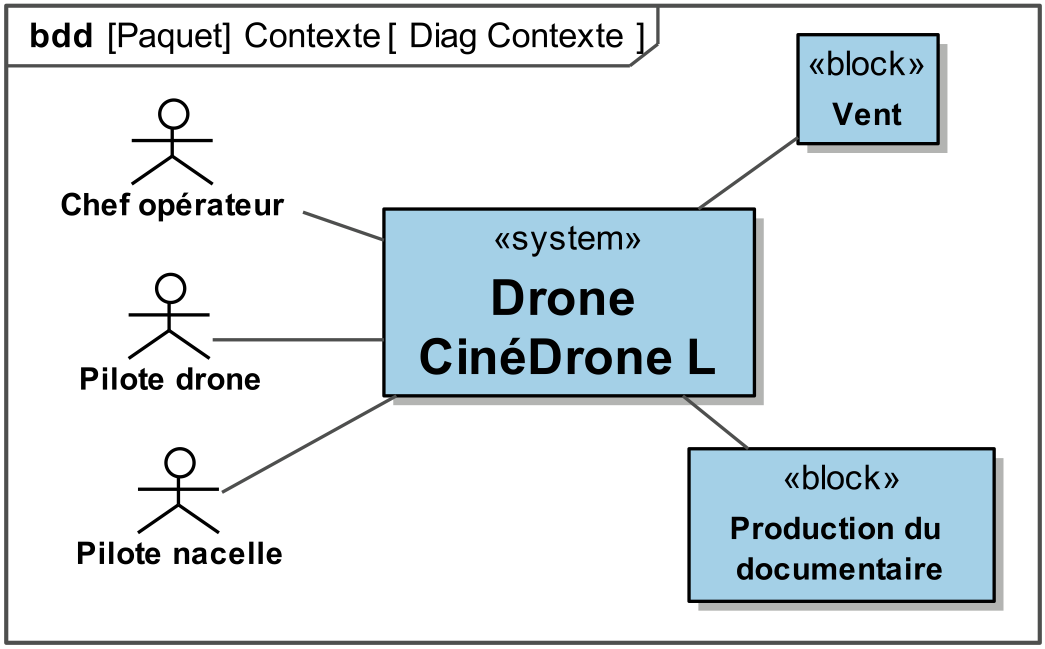 bdd [Paquet] Contexte [ Diag Contexte ]
«block»
Vent
Chef opérateur
«system»
Drone
CinéDrone L
Pilote drone
«block»
Production du
documentaire
Pilote nacelle